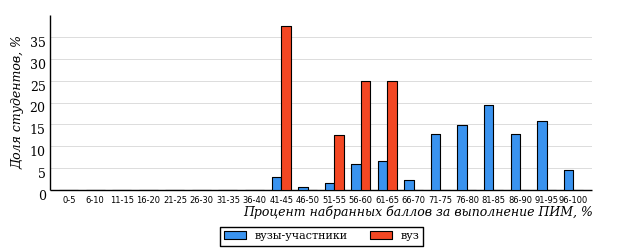 Доля студентов, %
35
30
25
20
15
10
5
0
0-5 6-10 11-15 16-20 21-25 26-30 31-35 36-40 41-45 46-50 51-55 56-60 61-65 66-70 71-75 76-80 81-85 86-90 91-95 96-100
Процент набранных баллов за выполнение ПИМ, %
вузы-участники вуз